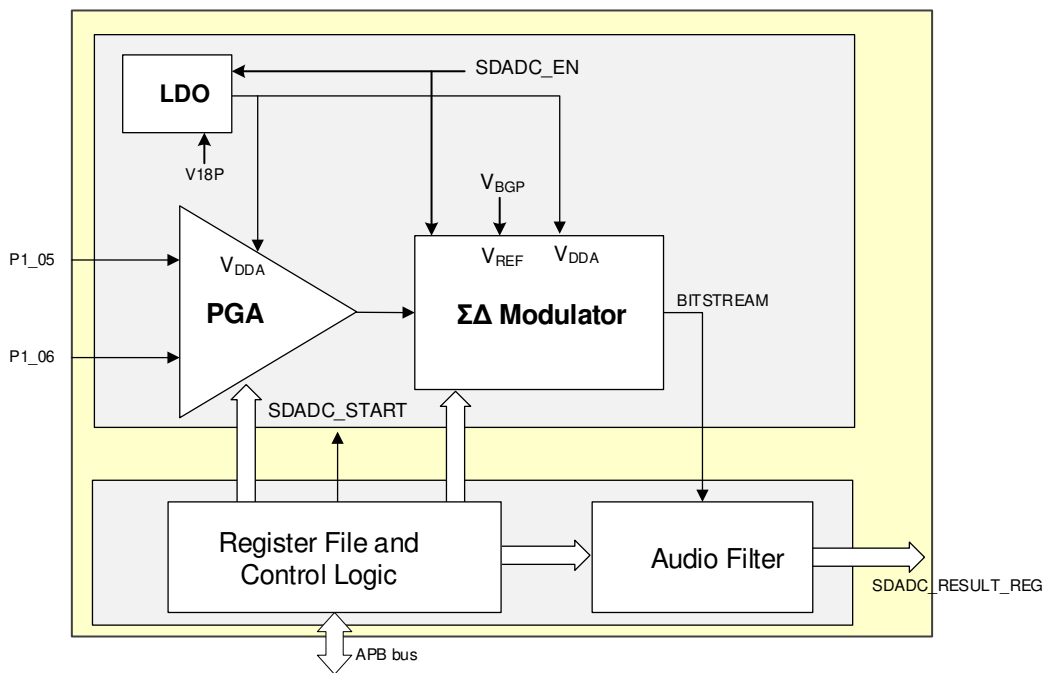 SDADC_EN
LDO
V18P
VBGP
P1_05
VDDA
VREF
VDDA
PGA
ΣΔ Modulator
BITSTREAM
P1_06
SDADC_START
Register File and
Control Logic
Audio Filter
SDADC_RESULT_REG
APB bus